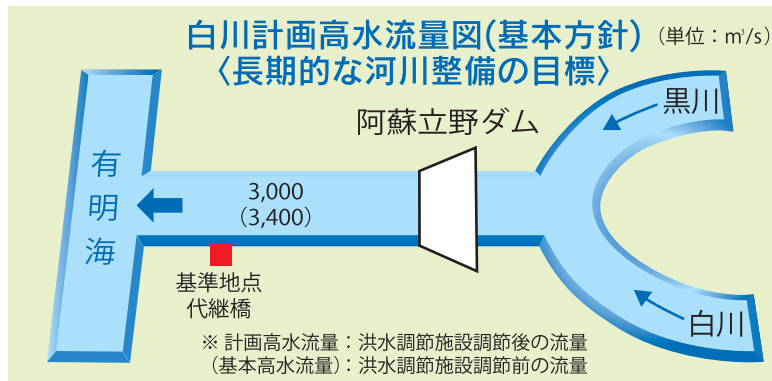 白川計画高水流量図(基本方針)
(単位：m³/s)
〈長期的な河川整備の目標〉
黒川
阿蘇立野ダム
有明海
3,000
(3,400)
基準地点
代継橋
白川
※ 計画高水流量：洪水調節施設調節後の流量
(基本高水流量)：洪水調節施設調節前の流量